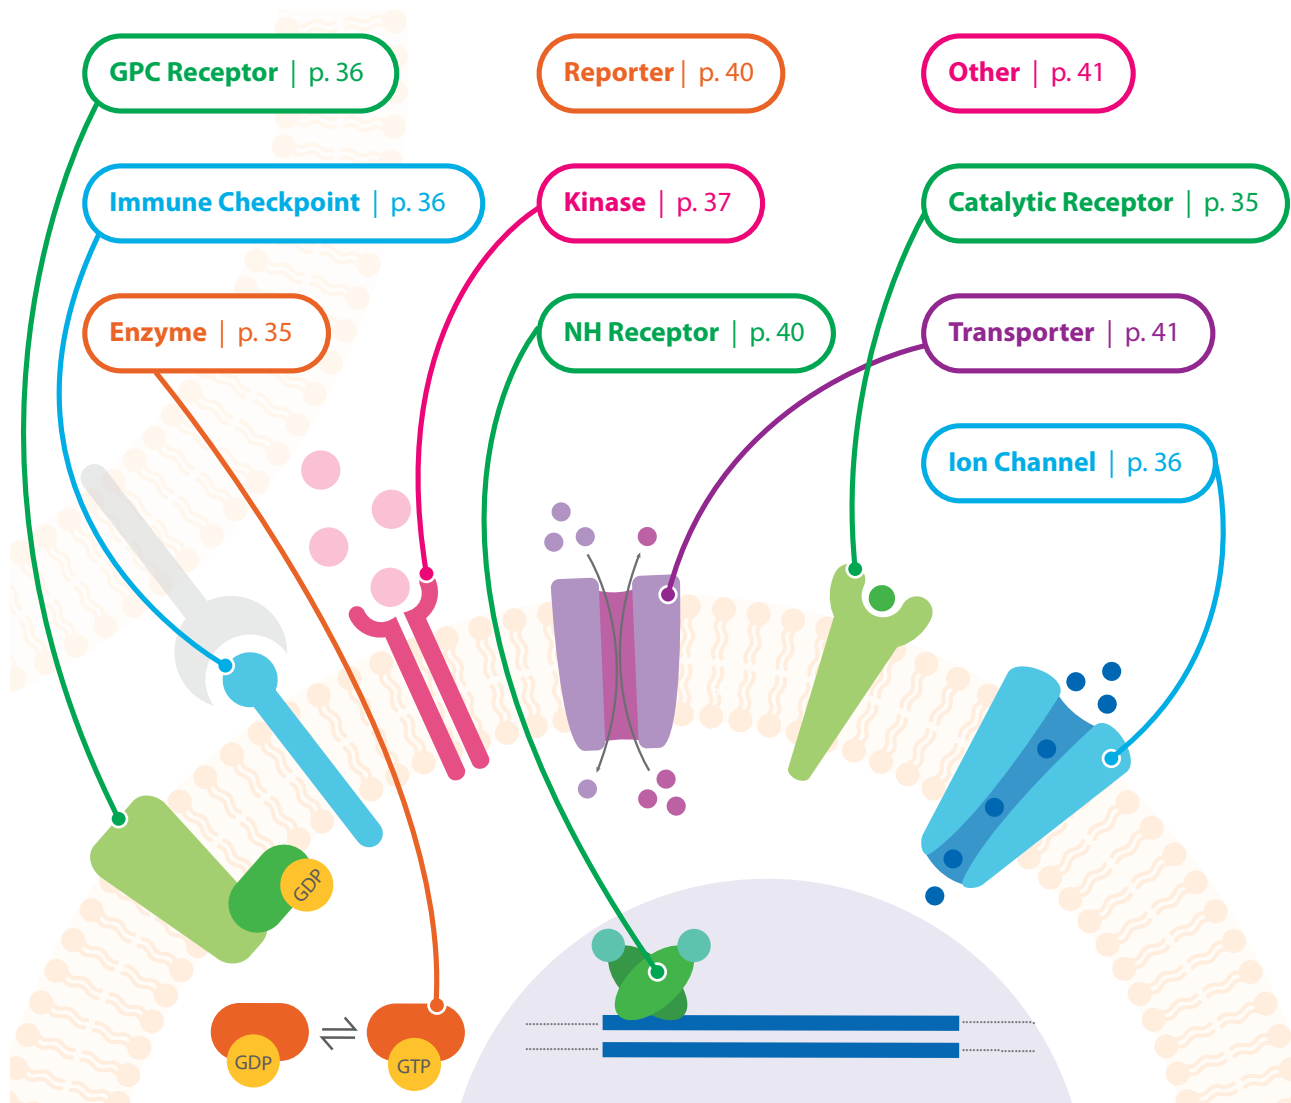 GPC Receptor | p. 36
Reporter | p. 40
Other | p. 41
Immune Checkpoint | p. 36
Kinase | p. 37
Catalytic Receptor | p. 35
Enzyme | p. 35
NH Receptor | p. 40
Transporter | p. 41
Ion Channel | p. 36
GDP
GDP
GTP